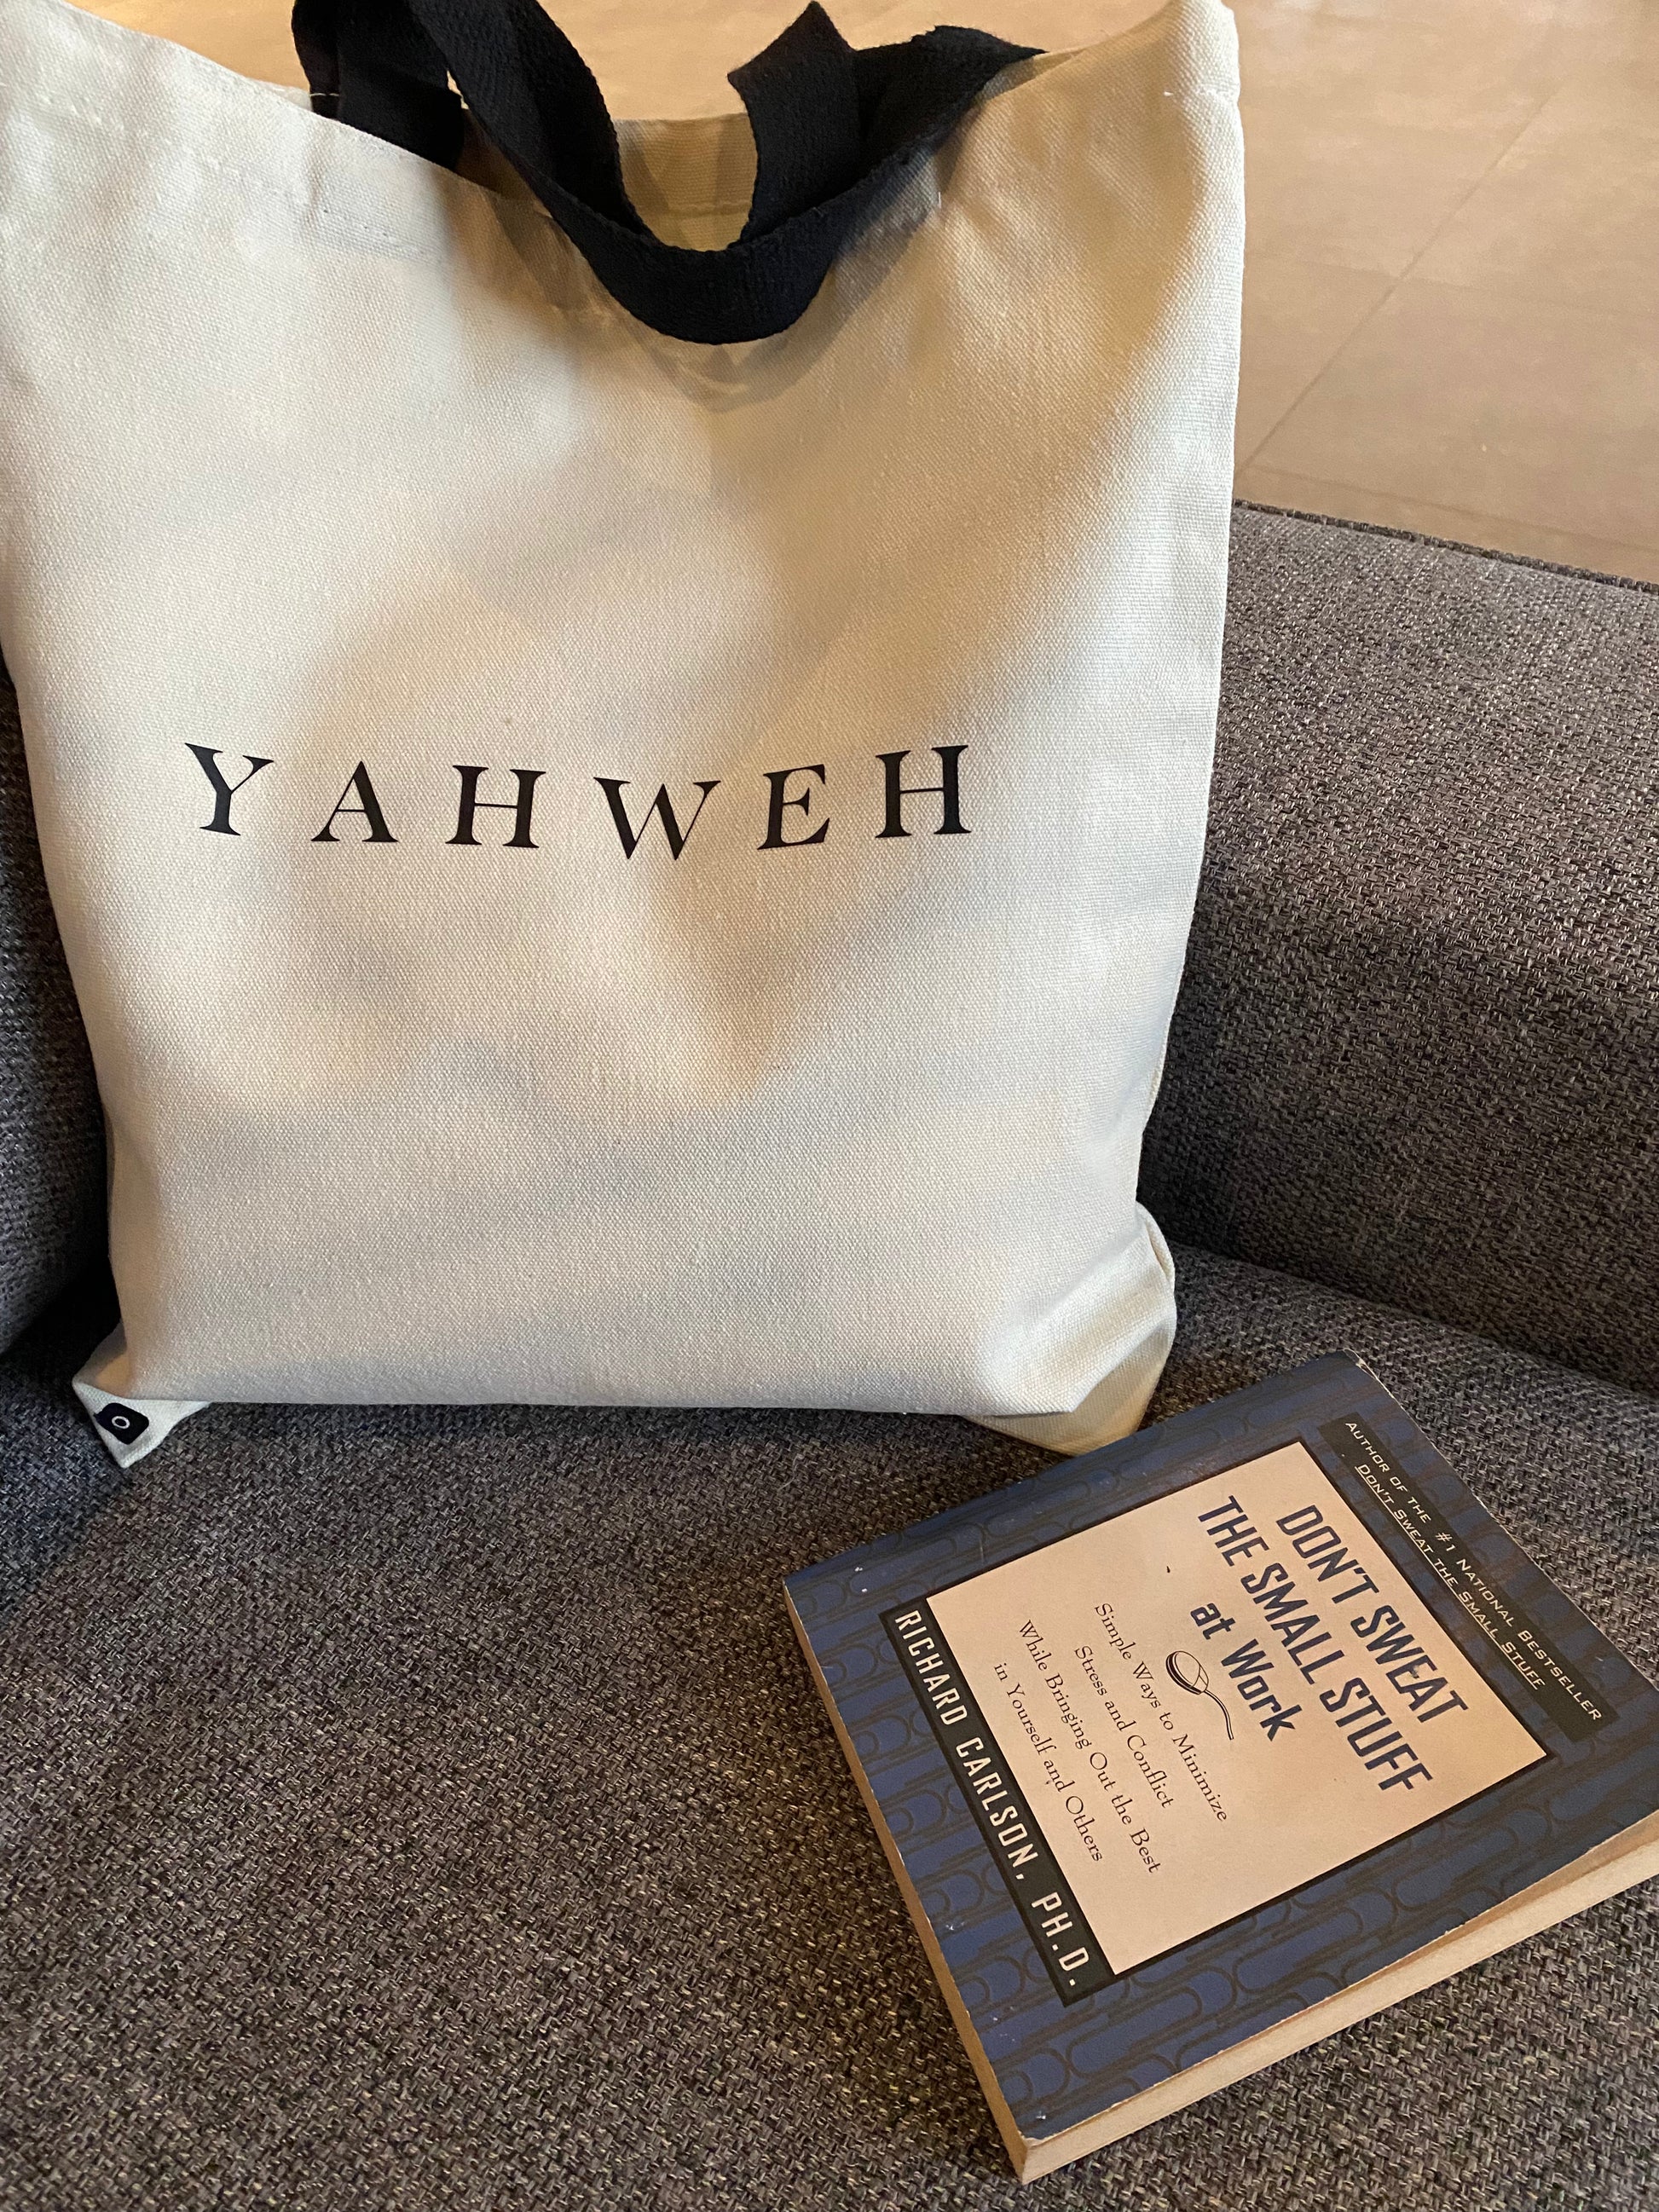 YAHWEH
O
AUTHOR OF THE #1 NATIONAL BESTSELLER
DON'T SWEAT THE SMALL STUFF
DON'T SWEAT
THE SMALL STUFF
at Work
Simple Ways to Minimize
Stress and Conflict
While Bringing Out the Best
in Yourself and Others
RICHARD CARLSON, PH.D.